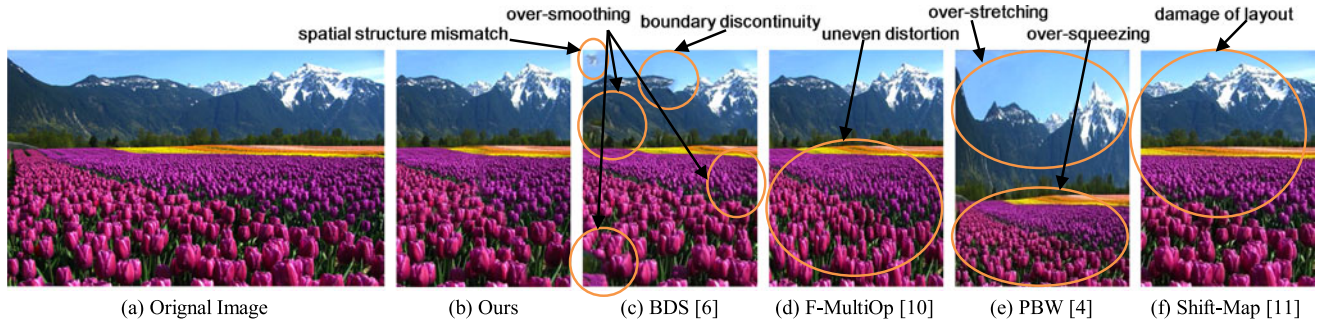 over-smoothing
boundary discontinuity
over-stretching
damage of layout
spatial structure mismatch
uneven distortion
over-squeezing
(a) Orignal Image
(b) Ours
(c) BDS [6]
(d) F-MultiOp [10]
(e) PBW [4]
(f) Shift-Map [11]